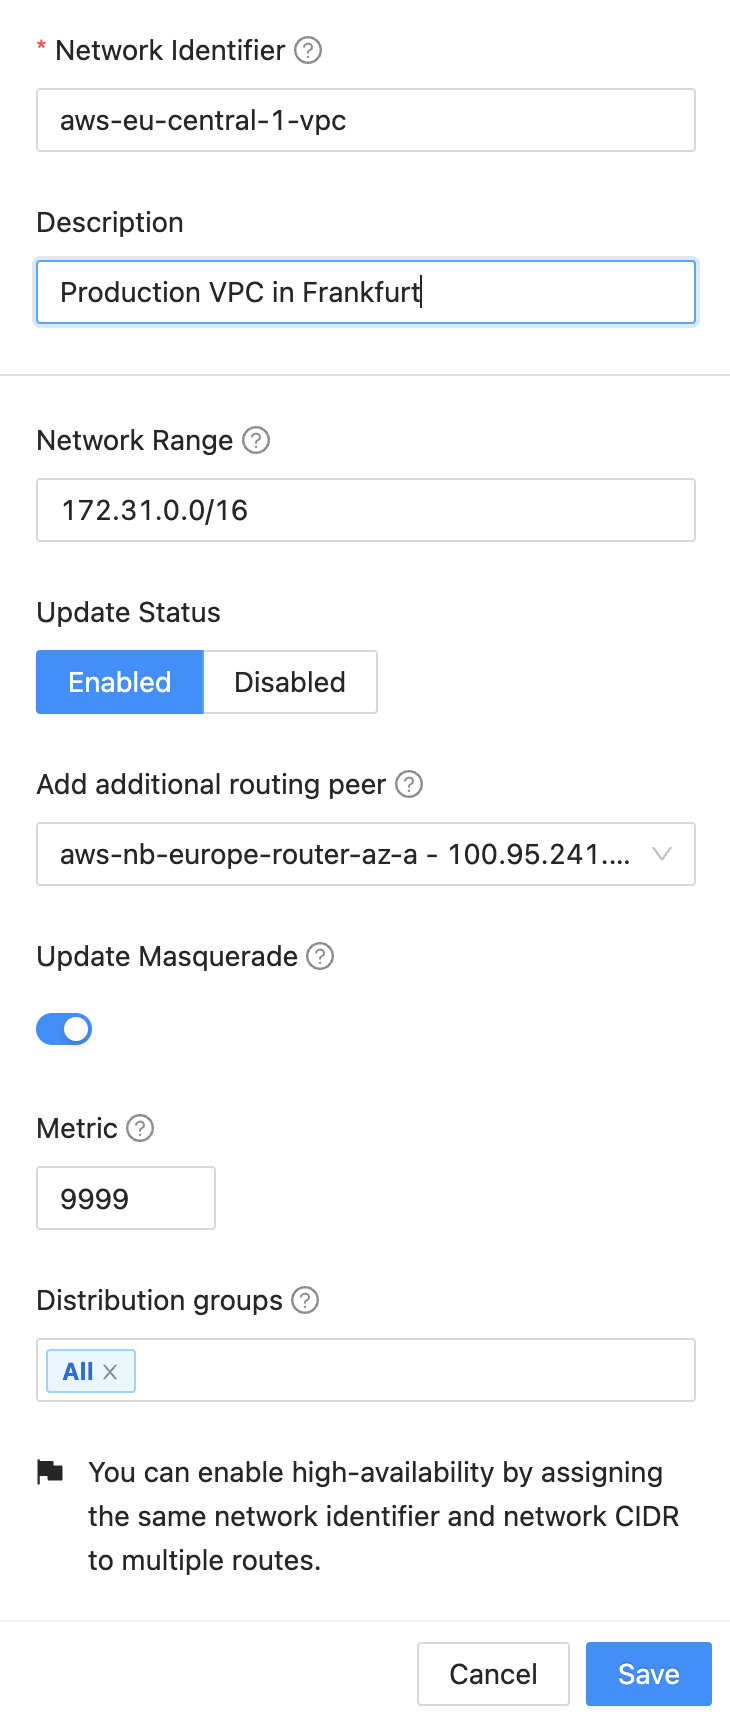 * Network Identifier ?
aws-eu-central-1-vpc
Description
Production VPC in Frankfurt
Network Range ?
172.31.0.0/16
Update Status
Enabled Disabled
Add additional routing peer ?
aws-nb-europe-router-az-a - 100.95.241....
Update Masquerade ?
Metric ?
9999
Distribution groups ?
All
You can enable high-availability by assigning
the same network identifier and network CIDR
to multiple routes.
Cancel Save